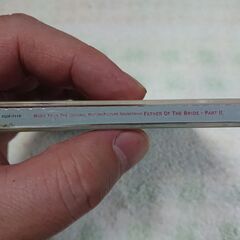 Music From The Original Motion Picture Soundtrack Father Of The Bride - Part II